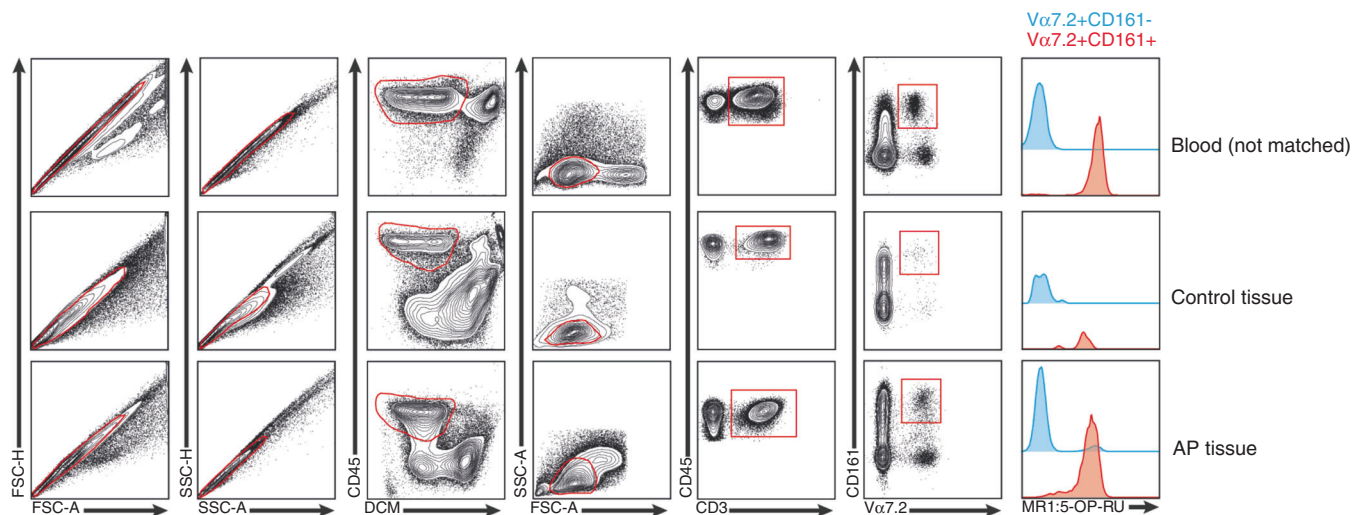 Vα7.2+CD161-
Vα7.2+CD161+
Blood (not matched)
Control tissue
AP tissue
FSC-H
FSC-A
SSC-H
SSC-A
CD45
DCM
SSC-A
FSC-A
CD45
CD3
CD161
Vα7.2
MR1:5-OP-RU